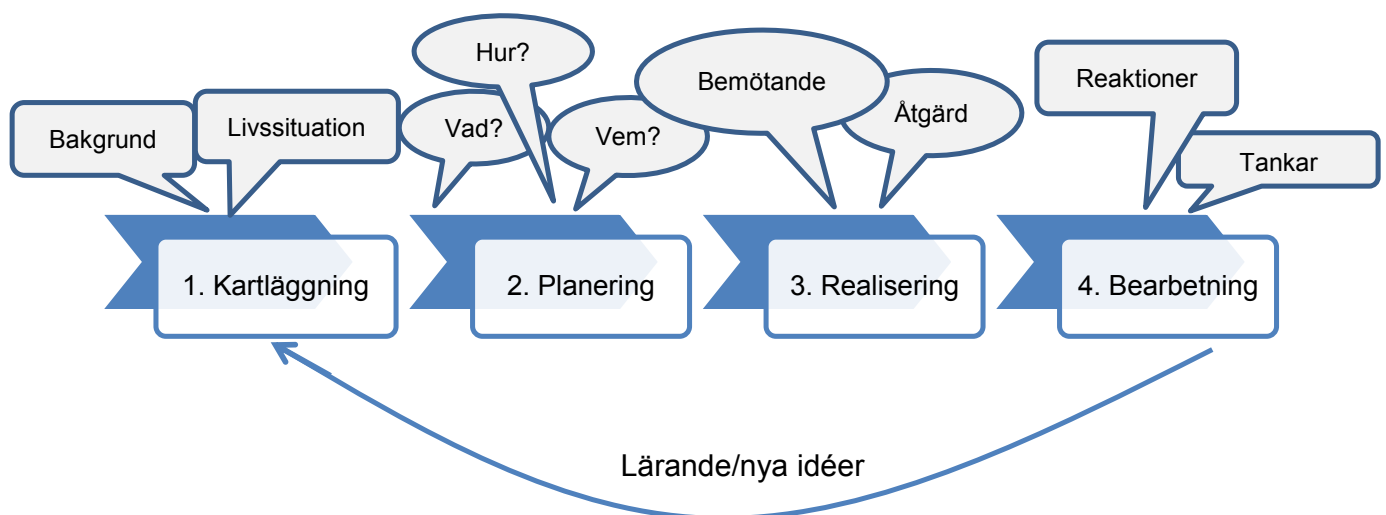 Hur?
Bemötande
Reaktioner
Bakgrund
Livssituation
Vad?
Vem?
Åtgärd
Tankar
1. Kartläggning
2. Planering
3. Realisering
4. Bearbetning
Lärande/nya idéer